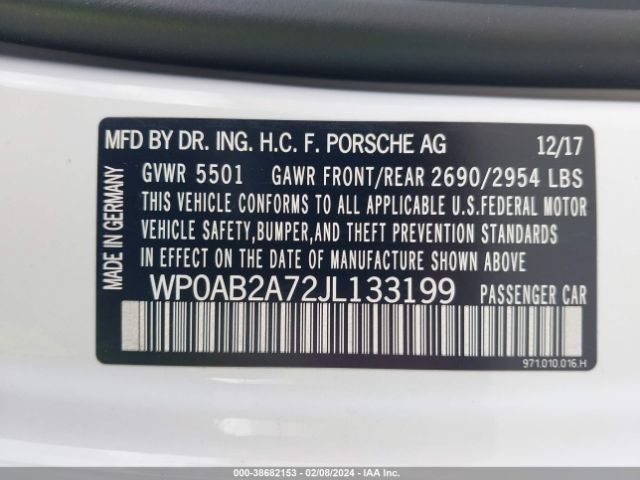 MFD BY DR. ING. H.C. F. PORSCHE AG 12/17
GVWR 5501 GAWR FRONT/REAR 2690/2954 LBS
THIS VEHICLE CONFORMS TO ALL APPLICABLE U.S.FEDERAL MOTOR
VEHICLE SAFETY,BUMPER,AND THEFT PREVENTION STANDARDS
IN EFFECT ON THE DATE OF MANUFACTURE SHOWN ABOVE
WP0AB2A72JL133199 PASSENGER CAR
MADE IN GERMANY
971.010.016.H
00-38682153 - 02/08/2024 - IAA Inc.